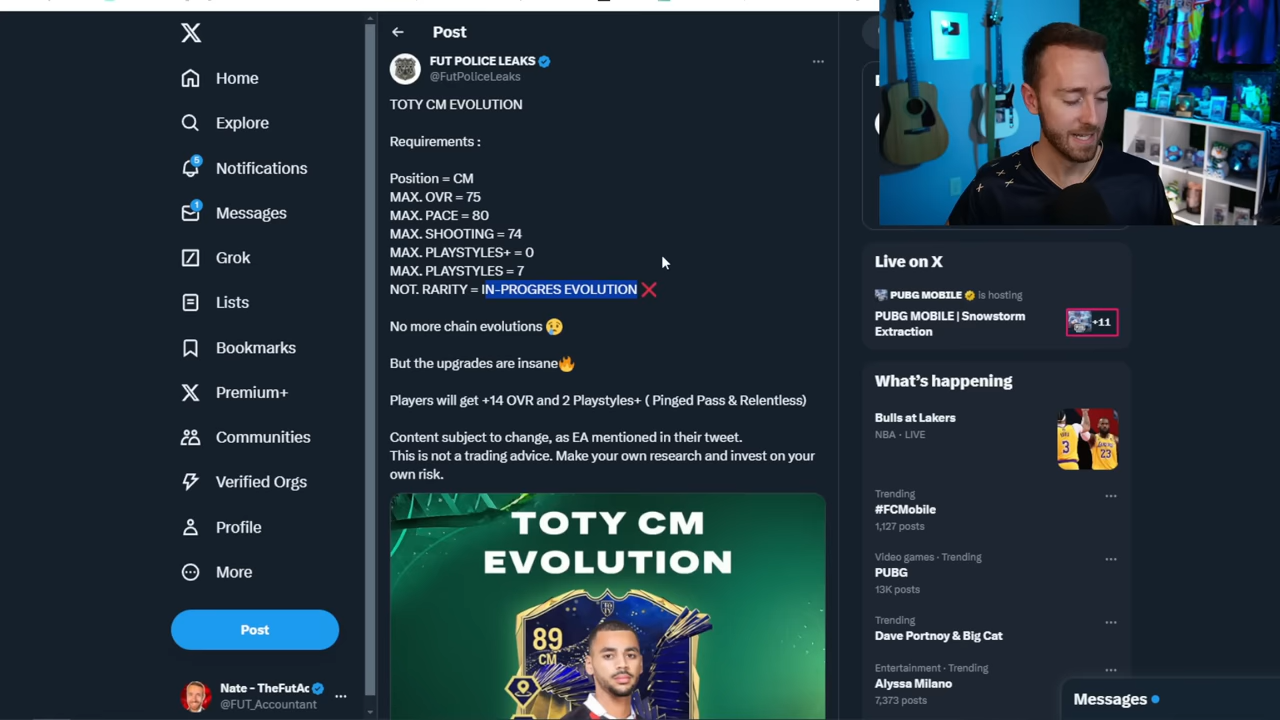 Home
Explore
5
Notifications
1
Messages
Grok
Lists
Bookmarks
Premium+
Communities
Verified Orgs
Profile
More
Post
Nate - TheFutAc
@FUT_Accountant
Post
FUT POLICE LEAKS
@FutPoliceLeaks
TOTY CM EVOLUTION
Requirements :
Position = CM
MAX. OVR = 75
MAX. PACE = 80
MAX. SHOOTING = 74
MAX. PLAYSTYLES+ = 0
MAX. PLAYSTYLES = 7
NOT. RARITY = IN-PROGRES EVOLUTION ❌
No more chain evolutions 😢
But the upgrades are insane🔥
Players will get +14 OVR and 2 Playstyles+ ( Pinged Pass & Relentless)
Content subject to change, as EA mentioned in their tweet.
This is not a trading advice. Make your own research and invest on your
own risk.
TOTY CM
EVOLUTION
89
CM
Live on X
PUBG MOBILE is hosting
PUBG MOBILE | Snowstorm
Extraction
+11
What's happening
Bulls at Lakers
NBA · LIVE
Trending
#FCMobile
1,127 posts
Video games · Trending
PUBG
13K posts
Trending
Dave Portnoy & Big Cat
Entertainment · Trending
Alyssa Milano
7,373 posts
Messages